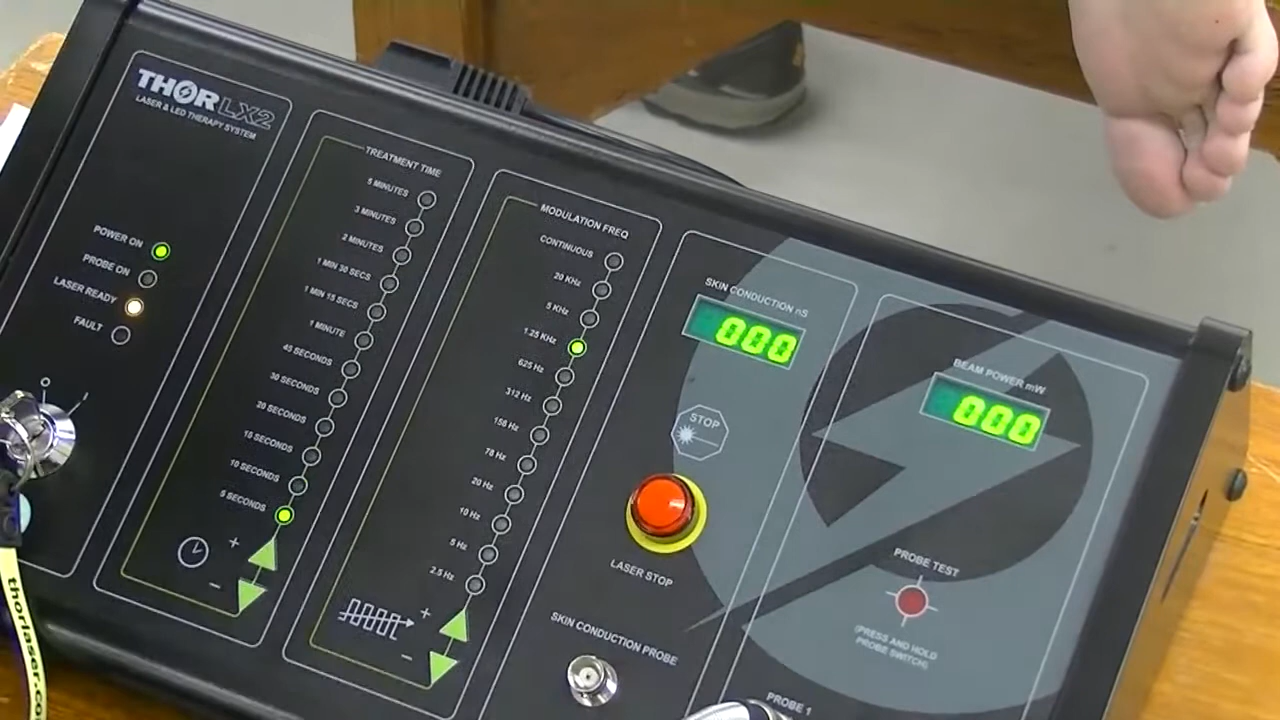 THOR LX2
LASER & LED THERAPY SYSTEM
POWER ON
PROBE ON
LASER READY
FAULT
TREATMENT TIME
5 MINUTES
3 MINUTES
2 MINUTES
1 MIN 30 SECS
1 MIN 15 SECS
1 MINUTE
45 SECONDS
30 SECONDS
20 SECONDS
15 SECONDS
10 SECONDS
5 SECONDS
+
−
MODULATION FREQ
CONTINUOUS
20 KHz
5 KHz
1.25 KHz
625 Hz
312 Hz
156 Hz
78 Hz
20 Hz
10 Hz
5 Hz
2.5 Hz
+
−
SKIN CONDUCTION nS
000
STOP
LASER STOP
SKIN CONDUCTION PROBE
BEAM POWER mW
000
PROBE TEST
(PRESS AND HOLD
PROBE SWITCH)
PROBE 1
thorlaser.co